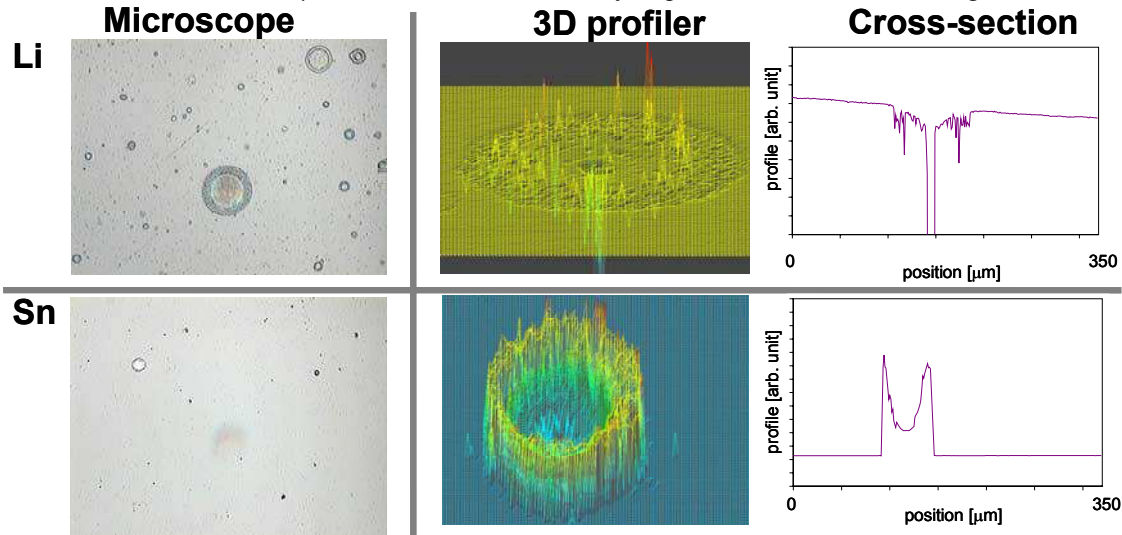 Microscope 3D profiler Cross-section
Li
profile [arb. unit]
0 350
position [μm]
Sn
profile [arb. unit]
0 350
position [μm]